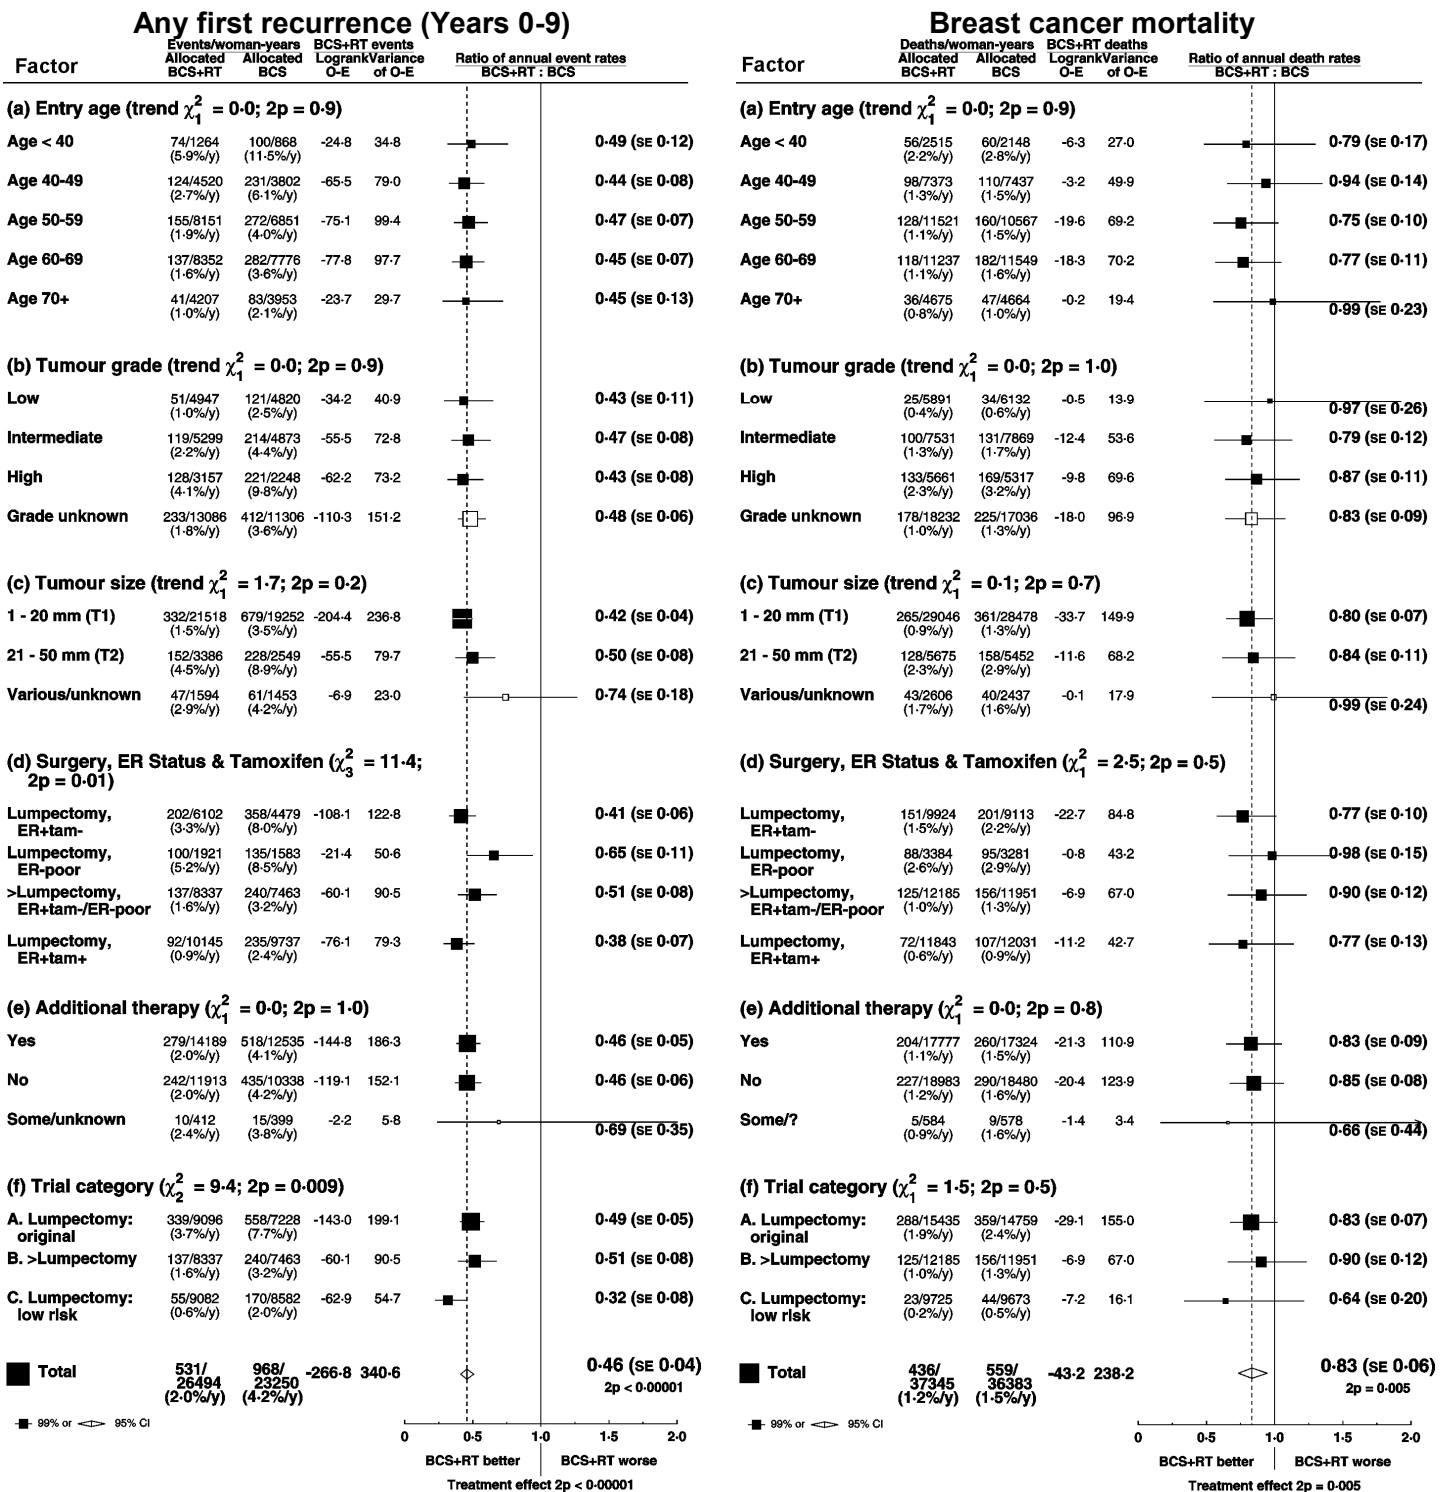 Any first recurrence (Years 0-9)
Events/woman-years BCS+RT events
Factor Allocated BCS+RT Allocated BCS Logrank O-E Variance of O-E Ratio of annual event rates BCS+RT : BCS
(a) Entry age (trend χ²₁ = 0·0; 2p = 0·9)
Age < 40 74/1264 100/868 -24·8 34·8 0·49 (SE 0·12)
(5·9%/y) (11·5%/y)
Age 40-49 124/4520 231/3802 -65·5 79·0 0·44 (SE 0·08)
(2·7%/y) (6·1%/y)
Age 50-59 155/8151 272/6851 -75·1 99·4 0·47 (SE 0·07)
(1·9%/y) (4·0%/y)
Age 60-69 137/8352 282/7776 -77·8 97·7 0·45 (SE 0·07)
(1·6%/y) (3·6%/y)
Age 70+ 41/4207 83/3953 -23·7 29·7 0·45 (SE 0·13)
(1·0%/y) (2·1%/y)
(b) Tumour grade (trend χ²₁ = 0·0; 2p = 0·9)
Low 51/4947 121/4820 -34·2 40·9 0·43 (SE 0·11)
(1·0%/y) (2·5%/y)
Intermediate 119/5299 214/4873 -55·5 72·8 0·47 (SE 0·08)
(2·2%/y) (4·4%/y)
High 128/3157 221/2248 -62·2 73·2 0·43 (SE 0·08)
(4·1%/y) (9·8%/y)
Grade unknown 233/13086 412/11306 -110·3 151·2 0·48 (SE 0·06)
(1·8%/y) (3·6%/y)
(c) Tumour size (trend χ²₁ = 1·7; 2p = 0·2)
1 - 20 mm (T1) 332/21518 679/19252 -204·4 236·8 0·42 (SE 0·04)
(1·5%/y) (3·5%/y)
21 - 50 mm (T2) 152/3386 228/2549 -55·5 79·7 0·50 (SE 0·08)
(4·5%/y) (8·9%/y)
Various/unknown 47/1594 61/1453 -6·9 23·0 0·74 (SE 0·18)
(2·9%/y) (4·2%/y)
(d) Surgery, ER Status & Tamoxifen (χ²₃ = 11·4;
2p = 0·01)
Lumpectomy, 202/6102 358/4479 -108·1 122·8 0·41 (SE 0·06)
ER+tam- (3·3%/y) (8·0%/y)
Lumpectomy, 100/1921 135/1583 -21·4 50·6 0·65 (SE 0·11)
ER-poor (5·2%/y) (8·5%/y)
>Lumpectomy, 137/8337 240/7463 -60·1 90·5 0·51 (SE 0·08)
ER+tam-/ER-poor (1·6%/y) (3·2%/y)
Lumpectomy, 92/10145 235/9737 -76·1 79·3 0·38 (SE 0·07)
ER+tam+ (0·9%/y) (2·4%/y)
(e) Additional therapy (χ²₁ = 0·0; 2p = 1·0)
Yes 279/14189 518/12535 -144·8 186·3 0·46 (SE 0·05)
(2·0%/y) (4·1%/y)
No 242/11913 435/10338 -119·1 152·1 0·46 (SE 0·06)
(2·0%/y) (4·2%/y)
Some/unknown 10/412 15/399 -2·2 5·8 0·69 (SE 0·35)
(2·4%/y) (3·8%/y)
(f) Trial category (χ²₂ = 9·4; 2p = 0·009)
A. Lumpectomy: 339/9096 558/7228 -143·0 199·1 0·49 (SE 0·05)
original (3·7%/y) (7·7%/y)
B. >Lumpectomy 137/8337 240/7463 -60·1 90·5 0·51 (SE 0·08)
(1·6%/y) (3·2%/y)
C. Lumpectomy: 55/9082 170/8582 -62·9 54·7 0·32 (SE 0·08)
low risk (0·6%/y) (2·0%/y)
Total 531/ 968/ -266·8 340·6 0·46 (SE 0·04)
26494 23250 2p < 0·00001
(2·0%/y) (4·2%/y)
99% or 95% CI
0 0·5 1·0 1·5 2·0
BCS+RT better BCS+RT worse
Treatment effect 2p < 0·00001
Breast cancer mortality
Deaths/woman-years BCS+RT deaths
Factor Allocated BCS+RT Allocated BCS Logrank O-E Variance of O-E Ratio of annual death rates BCS+RT : BCS
(a) Entry age (trend χ²₁ = 0·0; 2p = 0·9)
Age < 40 56/2515 60/2148 -6·3 27·0 0·79 (SE 0·17)
(2·2%/y) (2·8%/y)
Age 40-49 98/7373 110/7437 -3·2 49·9 0·94 (SE 0·14)
(1·3%/y) (1·5%/y)
Age 50-59 128/11521 160/10567 -19·6 69·2 0·75 (SE 0·10)
(1·1%/y) (1·5%/y)
Age 60-69 118/11237 182/11549 -18·3 70·2 0·77 (SE 0·11)
(1·1%/y) (1·6%/y)
Age 70+ 36/4675 47/4664 -0·2 19·4 0·99 (SE 0·23)
(0·8%/y) (1·0%/y)
(b) Tumour grade (trend χ²₁ = 0·0; 2p = 1·0)
Low 25/5891 34/6132 -0·5 13·9 0·97 (SE 0·26)
(0·4%/y) (0·6%/y)
Intermediate 100/7531 131/7869 -12·4 53·6 0·79 (SE 0·12)
(1·3%/y) (1·7%/y)
High 133/5661 169/5317 -9·8 69·6 0·87 (SE 0·11)
(2·3%/y) (3·2%/y)
Grade unknown 178/18232 225/17036 -18·0 96·9 0·83 (SE 0·09)
(1·0%/y) (1·3%/y)
(c) Tumour size (trend χ²₁ = 0·1; 2p = 0·7)
1 - 20 mm (T1) 265/29046 361/28478 -33·7 149·9 0·80 (SE 0·07)
(0·9%/y) (1·3%/y)
21 - 50 mm (T2) 128/5675 158/5452 -11·6 68·2 0·84 (SE 0·11)
(2·3%/y) (2·9%/y)
Various/unknown 43/2606 40/2437 -0·1 17·9 0·99 (SE 0·24)
(1·7%/y) (1·6%/y)
(d) Surgery, ER Status & Tamoxifen (χ²₁ = 2·5; 2p = 0·5)
Lumpectomy, 151/9924 201/9113 -22·7 84·8 0·77 (SE 0·10)
ER+tam- (1·5%/y) (2·2%/y)
Lumpectomy, 88/3384 95/3281 -0·8 43·2 0·98 (SE 0·15)
ER-poor (2·6%/y) (2·9%/y)
>Lumpectomy, 125/12185 156/11951 -6·9 67·0 0·90 (SE 0·12)
ER+tam-/ER-poor (1·0%/y) (1·3%/y)
Lumpectomy, 72/11843 107/12031 -11·2 42·7 0·77 (SE 0·13)
ER+tam+ (0·6%/y) (0·9%/y)
(e) Additional therapy (χ²₁ = 0·0; 2p = 0·8)
Yes 204/17777 260/17324 -21·3 110·9 0·83 (SE 0·09)
(1·1%/y) (1·5%/y)
No 227/18983 290/18480 -20·4 123·9 0·85 (SE 0·08)
(1·2%/y) (1·6%/y)
Some/? 5/584 9/578 -1·4 3·4 0·66 (SE 0·44)
(0·9%/y) (1·6%/y)
(f) Trial category (χ²₁ = 1·5; 2p = 0·5)
A. Lumpectomy: 288/15435 359/14759 -29·1 155·0 0·83 (SE 0·07)
original (1·9%/y) (2·4%/y)
B. >Lumpectomy 125/12185 156/11951 -6·9 67·0 0·90 (SE 0·12)
(1·0%/y) (1·3%/y)
C. Lumpectomy: 23/9725 44/9673 -7·2 16·1 0·64 (SE 0·20)
low risk (0·2%/y) (0·5%/y)
Total 436/ 559/ -43·2 238·2 0·83 (SE 0·06)
37345 36383 2p = 0·005
(1·2%/y) (1·5%/y)
99% or 95% CI
0 0·5 1·0 1·5 2·0
BCS+RT better BCS+RT worse
Treatment effect 2p = 0·005